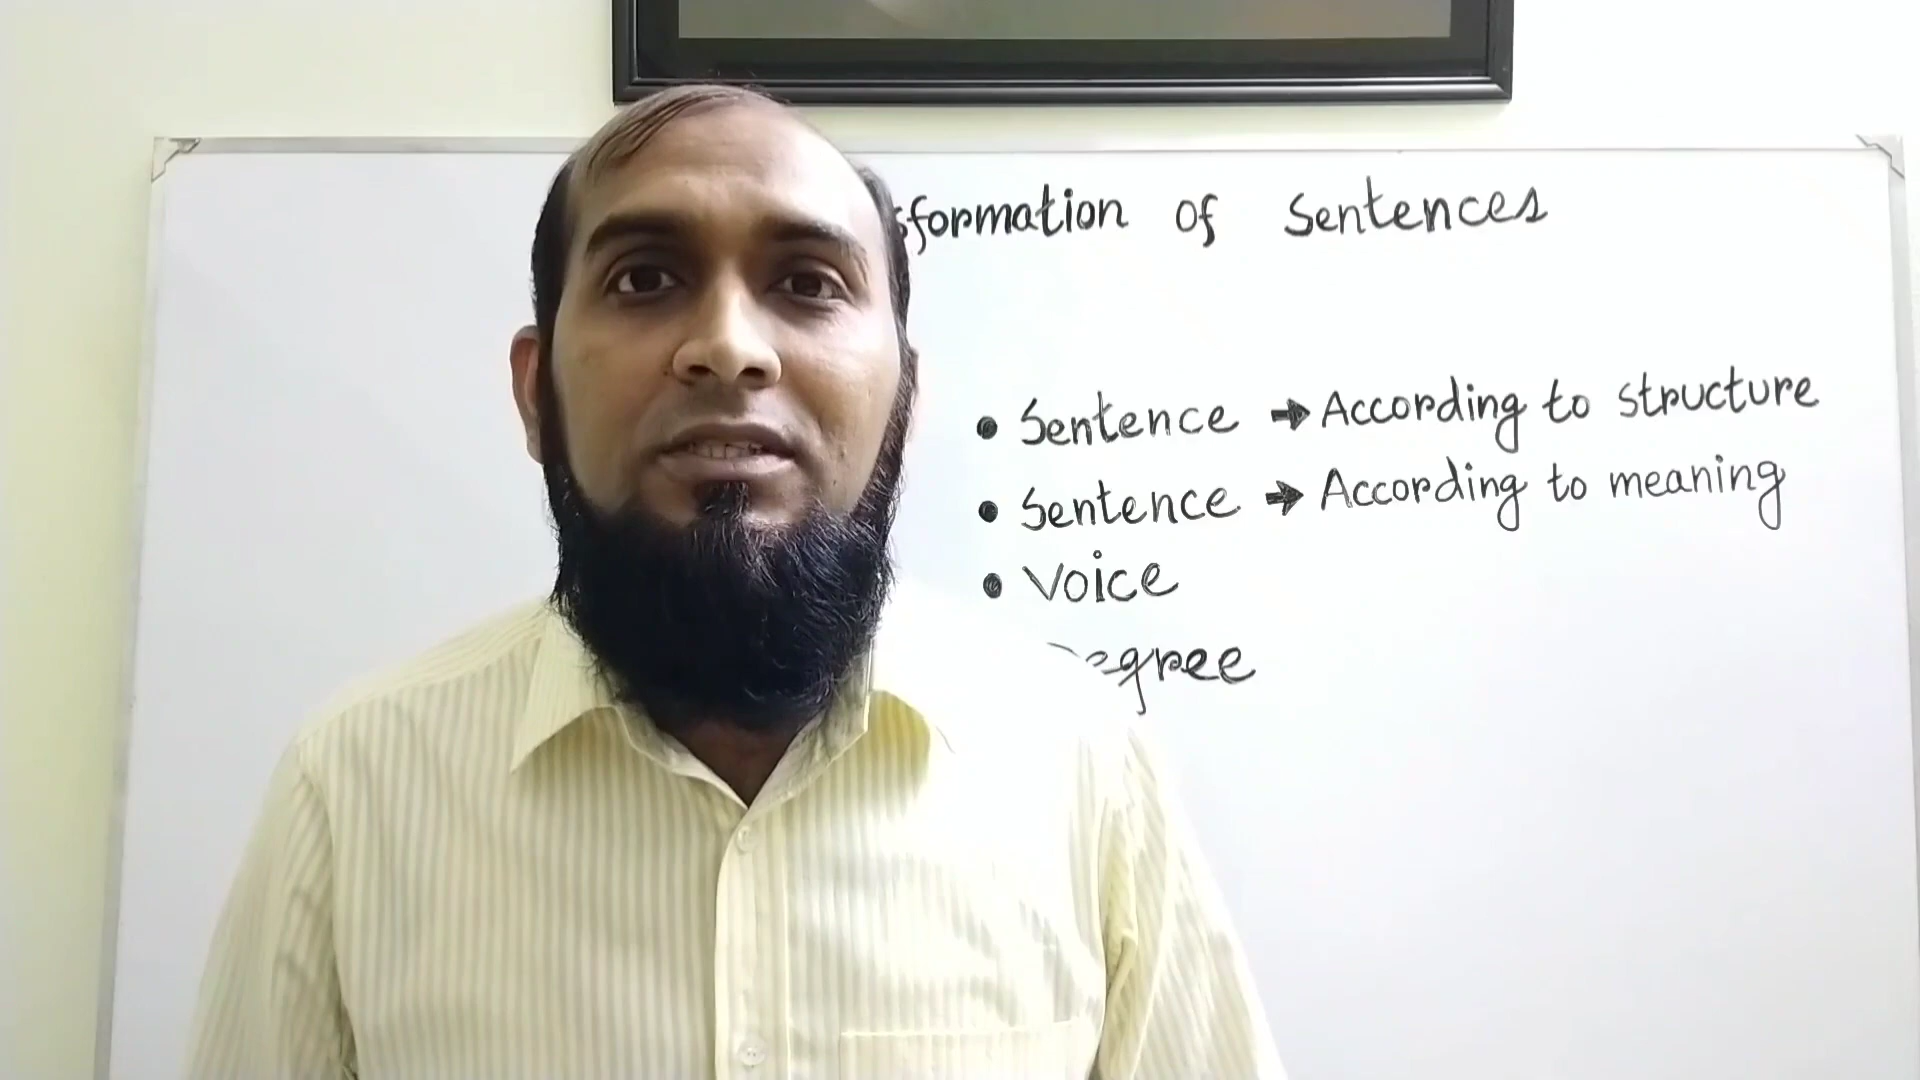 sformation of Sentences
• Sentence → According to structure
• Sentence → According to meaning
• Voice
egree